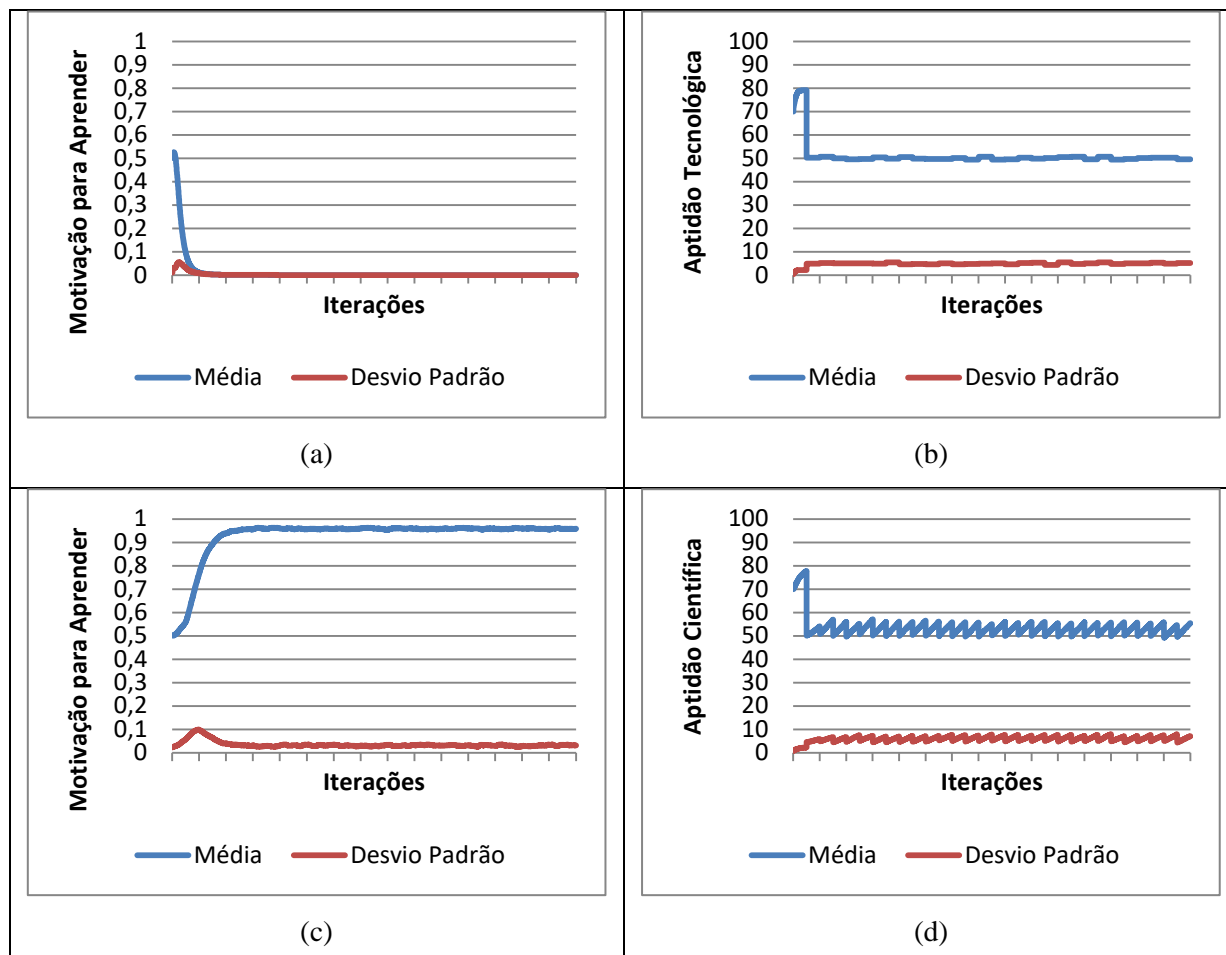 Motivação para Aprender
1
0,9
0,8
0,7
0,6
0,5
0,4
0,3
0,2
0,1
0
Iterações
Média Desvio Padrão
(a)
Aptidão Tecnológica
100
90
80
70
60
50
40
30
20
10
0
Iterações
Média Desvio Padrão
(b)
Motivação para Aprender
1
0,9
0,8
0,7
0,6
0,5
0,4
0,3
0,2
0,1
0
Iterações
Média Desvio Padrão
(c)
Aptidão Científica
100
90
80
70
60
50
40
30
20
10
0
Iterações
Média Desvio Padrão
(d)